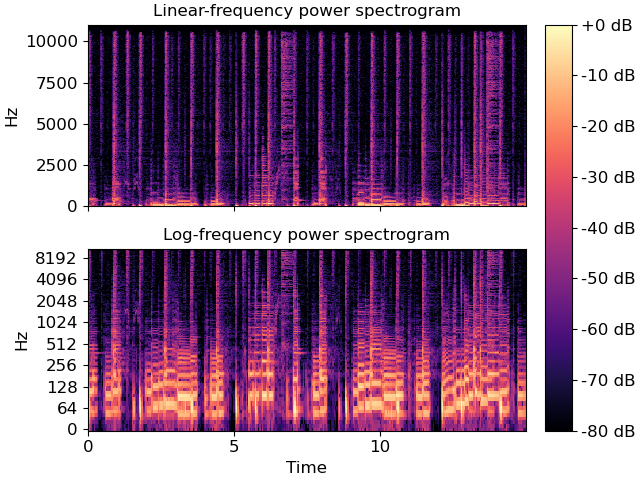 Linear-frequency power spectrogram
10000
7500
5000
2500
0
Hz
Log-frequency power spectrogram
8192
4096
2048
1024
512
256
128
64
0
Hz
0
5
10
Time
+0 dB
-10 dB
-20 dB
-30 dB
-40 dB
-50 dB
-60 dB
-70 dB
-80 dB